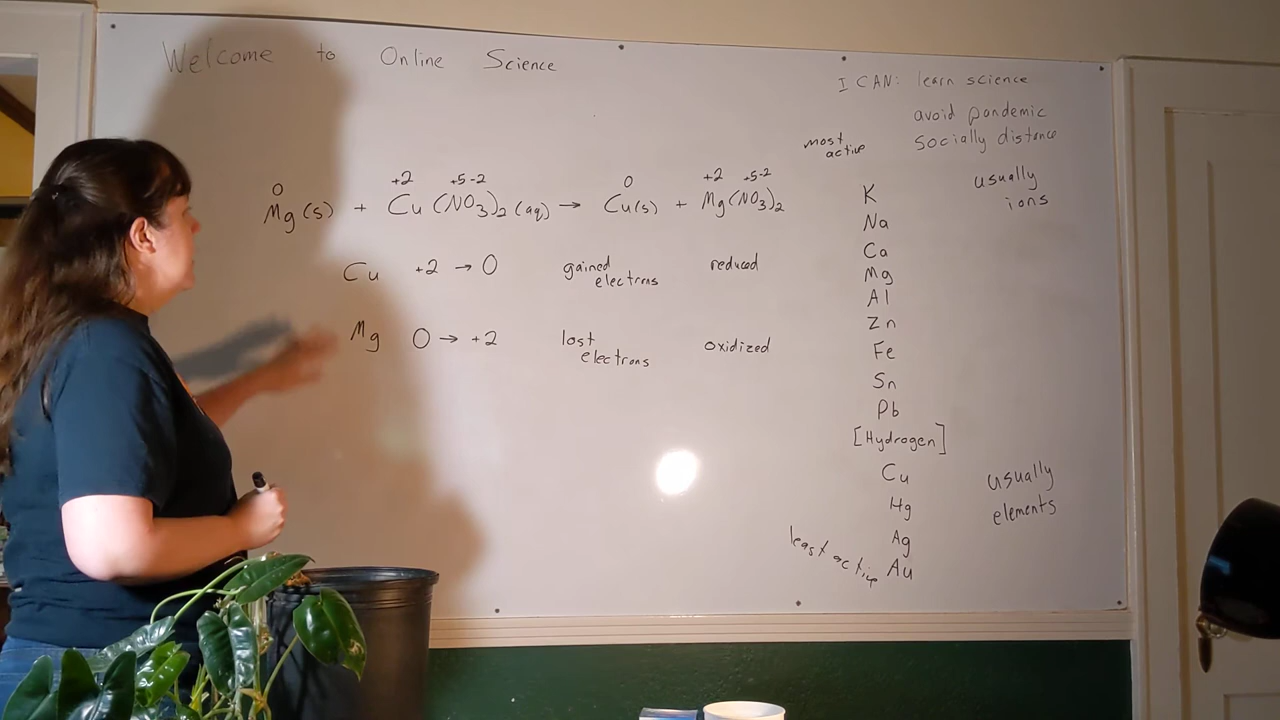 Welcome to Online Science
I CAN: learn science
avoid pandemic
socially distance
0 +2 +5 -2 0 +2 +5 -2
Mg(s) + Cu(NO3)2(aq) → Cu(s) + Mg(NO3)2
Cu +2 → 0 gained electrons reduced
Mg 0 → +2 lost electrons oxidized
most active
usually ions
K
Na
Ca
Mg
Al
Zn
Fe
Sn
Pb
[Hydrogen]
Cu
Hg
Ag
Au
usually elements
least active